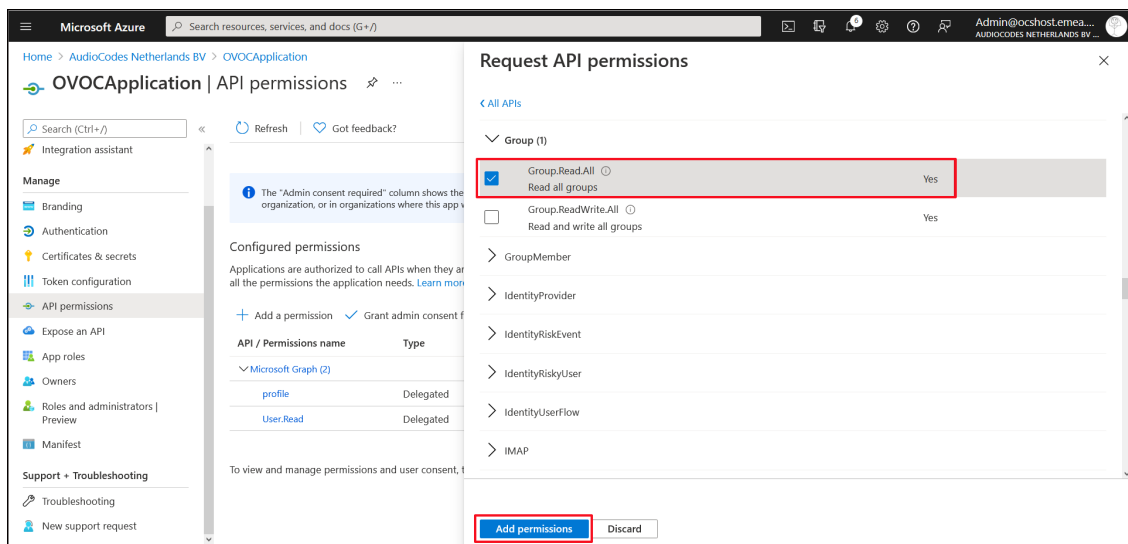 Microsoft Azure
Search resources, services, and docs (G+/)
6
Admin@ocshost.emea....
AUDIOCODES NETHERLANDS BV ...
Home > AudioCodes Netherlands BV > OVOCApplication
OVOCApplication | API permissions
Search (Ctrl+/)
«
Integration assistant
Manage
Branding
Authentication
Certificates & secrets
Token configuration
API permissions
Expose an API
App roles
Owners
Roles and administrators |
Preview
Manifest
Support + Troubleshooting
Troubleshooting
New support request
Refresh
Got feedback?
The "Admin consent required" column shows the
organization, or in organizations where this app
Configured permissions
Applications are authorized to call APIs when they
all the permissions the application needs. Learn
Add a permission
Grant admin consent
API / Permissions name Type
Microsoft Graph (2)
profile Delegated
User.Read Delegated
To view and manage permissions and user consent,
Request API permissions
All APIs
Group (1)
Group.Read.All
Read all groups
Yes
Group.ReadWrite.All
Read and write all groups
Yes
GroupMember
IdentityProvider
IdentityRiskEvent
IdentityRiskyUser
IdentityUserFlow
IMAP
Add permissions
Discard